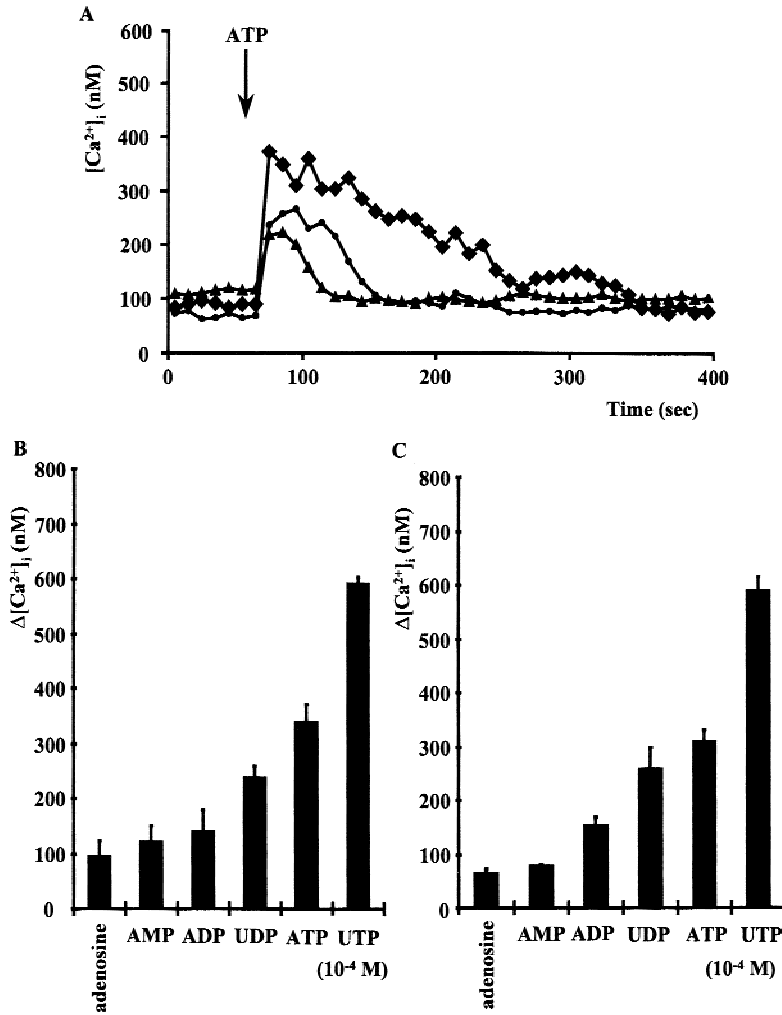 A
600
ATP
500
400
300
200
100
0
[Ca²⁺]ᵢ (nM)
0 100 200 300 400
Time (sec)
B
800
700
600
500
400
300
200
100
0
Δ[Ca²⁺]ᵢ (nM)
adenosine AMP ADP UDP ATP UTP
(10⁻⁴ M)
C
800
700
600
500
400
300
200
100
0
Δ[Ca²⁺]ᵢ (nM)
adenosine AMP ADP UDP ATP UTP
(10⁻⁴ M)